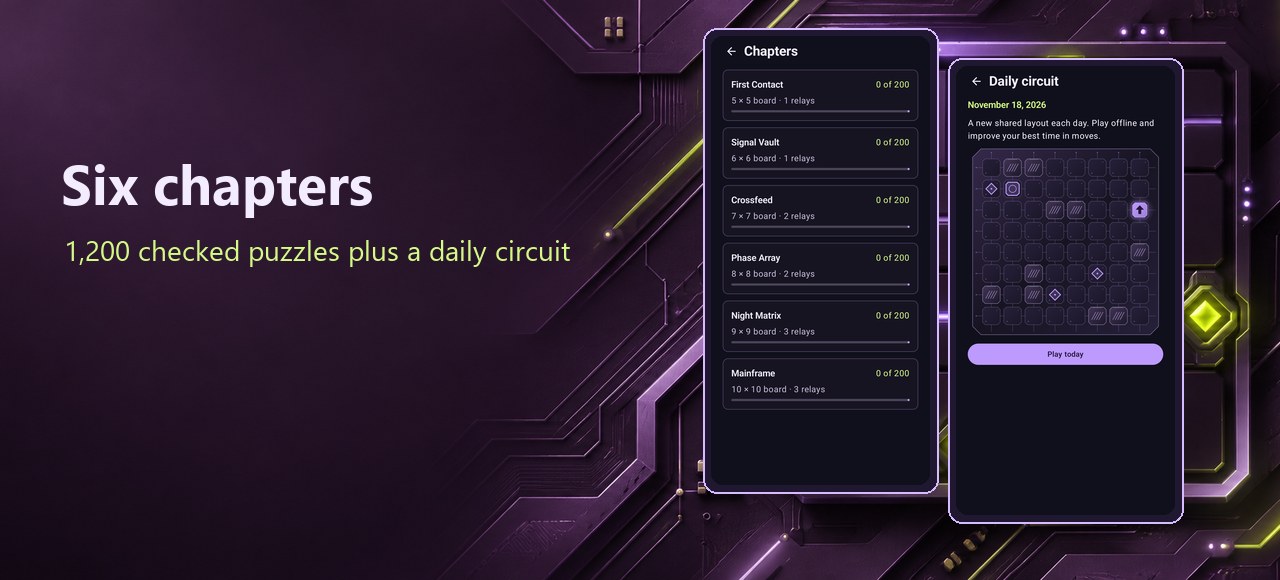 Six chapters
1,200 checked puzzles plus a daily circuit
Chapters
First Contact
0 of 200
5 × 5 board · 1 relays
Signal Vault
0 of 200
6 × 6 board · 1 relays
Crossfeed
0 of 200
7 × 7 board · 2 relays
Phase Array
0 of 200
8 × 8 board · 2 relays
Night Matrix
0 of 200
9 × 9 board · 3 relays
Mainframe
0 of 200
10 × 10 board · 3 relays
Daily circuit
November 18, 2026
A new shared layout each day. Play offline and
improve your best time in moves.
Play today